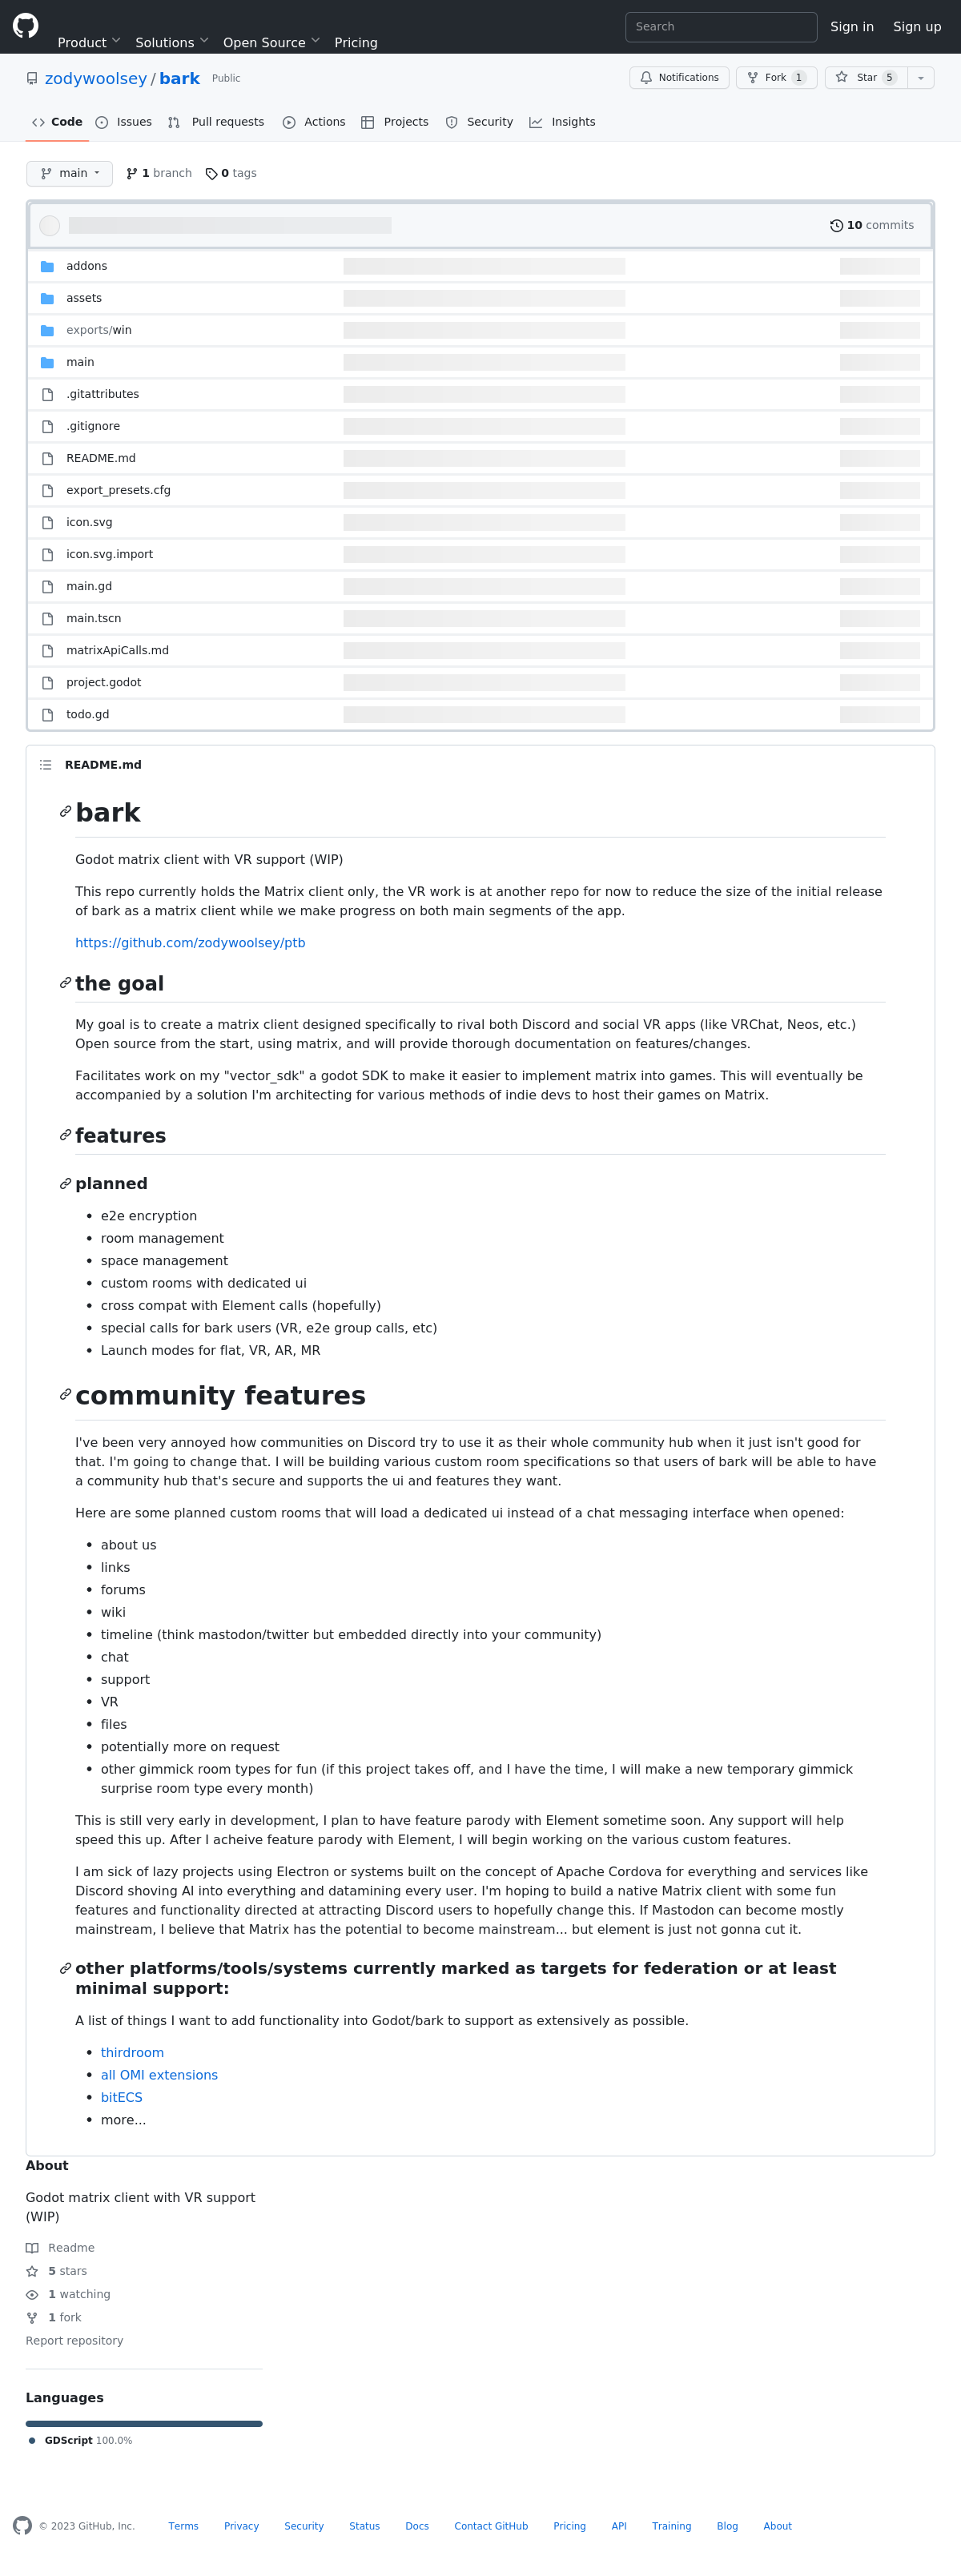 Product Solutions Open Source Pricing Search Sign in Sign up
zodywoolsey / bark Public Notifications Fork 1 Star 5
Code Issues Pull requests Actions Projects Security Insights
main 1 branch 0 tags
10 commits
addons
assets
exports/win
main
.gitattributes
.gitignore
README.md
export_presets.cfg
icon.svg
icon.svg.import
main.gd
main.tscn
matrixApiCalls.md
project.godot
todo.gd
README.md
bark
Godot matrix client with VR support (WIP)
This repo currently holds the Matrix client only, the VR work is at another repo for now to reduce the size of the initial release
of bark as a matrix client while we make progress on both main segments of the app.
https://github.com/zodywoolsey/ptb
the goal
My goal is to create a matrix client designed specifically to rival both Discord and social VR apps (like VRChat, Neos, etc.)
Open source from the start, using matrix, and will provide thorough documentation on features/changes.
Facilitates work on my "vector_sdk" a godot SDK to make it easier to implement matrix into games. This will eventually be
accompanied by a solution I'm architecting for various methods of indie devs to host their games on Matrix.
features
planned
• e2e encryption
• room management
• space management
• custom rooms with dedicated ui
• cross compat with Element calls (hopefully)
• special calls for bark users (VR, e2e group calls, etc)
• Launch modes for flat, VR, AR, MR
community features
I've been very annoyed how communities on Discord try to use it as their whole community hub when it just isn't good for
that. I'm going to change that. I will be building various custom room specifications so that users of bark will be able to have
a community hub that's secure and supports the ui and features they want.
Here are some planned custom rooms that will load a dedicated ui instead of a chat messaging interface when opened:
• about us
• links
• forums
• wiki
• timeline (think mastodon/twitter but embedded directly into your community)
• chat
• support
• VR
• files
• potentially more on request
• other gimmick room types for fun (if this project takes off, and I have the time, I will make a new temporary gimmick
surprise room type every month)
This is still very early in development, I plan to have feature parody with Element sometime soon. Any support will help
speed this up. After I acheive feature parody with Element, I will begin working on the various custom features.
I am sick of lazy projects using Electron or systems built on the concept of Apache Cordova for everything and services like
Discord shoving AI into everything and datamining every user. I'm hoping to build a native Matrix client with some fun
features and functionality directed at attracting Discord users to hopefully change this. If Mastodon can become mostly
mainstream, I believe that Matrix has the potential to become mainstream... but element is just not gonna cut it.
other platforms/tools/systems currently marked as targets for federation or at least
minimal support:
A list of things I want to add functionality into Godot/bark to support as extensively as possible.
• thirdroom
• all OMI extensions
• bitECS
• more...
About
Godot matrix client with VR support
(WIP)
Readme
5 stars
1 watching
1 fork
Report repository
Languages
GDScript 100.0%
© 2023 GitHub, Inc. Terms Privacy Security Status Docs Contact GitHub Pricing API Training Blog About